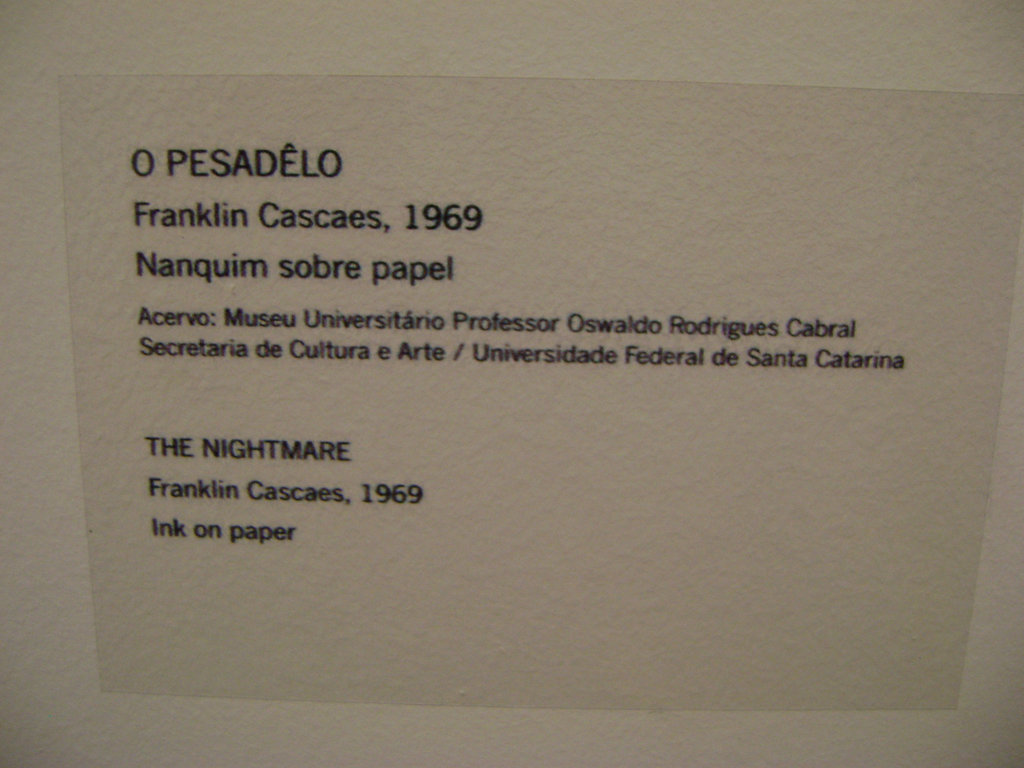 O PESADÊLO
Franklin Cascaes, 1969
Nanquim sobre papel
Acervo: Museu Universitário Professor Oswaldo Rodrigues Cabral
Secretaria de Cultura e Arte / Universidade Federal de Santa Catarina
THE NIGHTMARE
Franklin Cascaes, 1969
Ink on paper